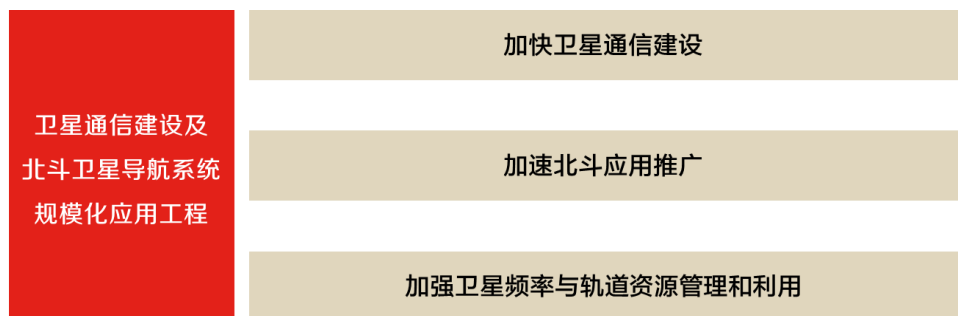 卫星通信建设及
北斗卫星导航系统
规模化应用工程
加快卫星通信建设
加速北斗应用推广
加强卫星频率与轨道资源管理和利用